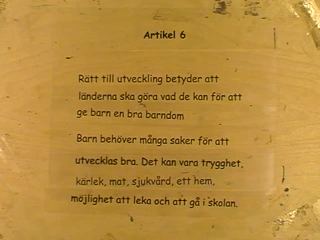 Artikel 6
Rätt till utveckling betyder att
länderna ska göra vad de kan för att
ge barn en bra barndom
Barn behöver många saker för att
utvecklas bra. Det kan vara trygghet,
kärlek, mat, sjukvård, ett hem,
möjlighet att leka och att gå i skolan.